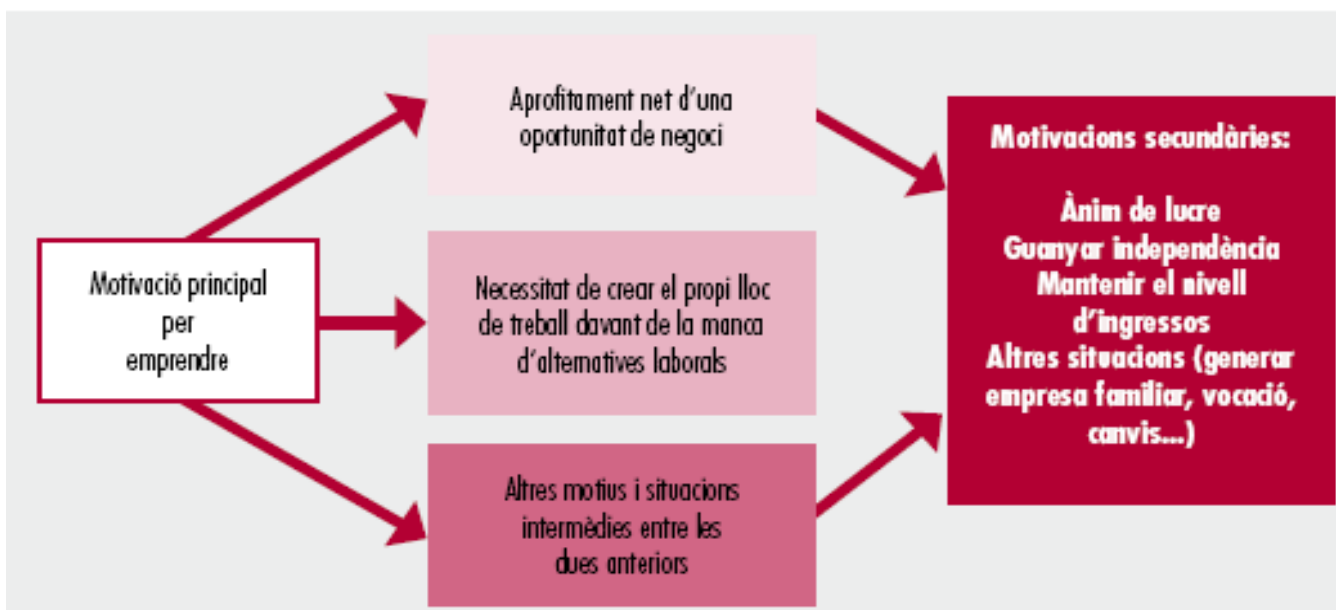 Motivació principal
per
emprendre
Aprofitament net d'una
oportunitat de negoci
Necessitat de crear el propi lloc
de treball davant de la manca
d'alternatives laborals
Altres motius i situacions
intermèdies entre les
dues anteriors
Motivacions secundàries:
Ànim de lucre
Guanyar independència
Mantenir el nivell
d'ingressos
Altres situacions (generar
empresa familiar, vocació,
canvis...)